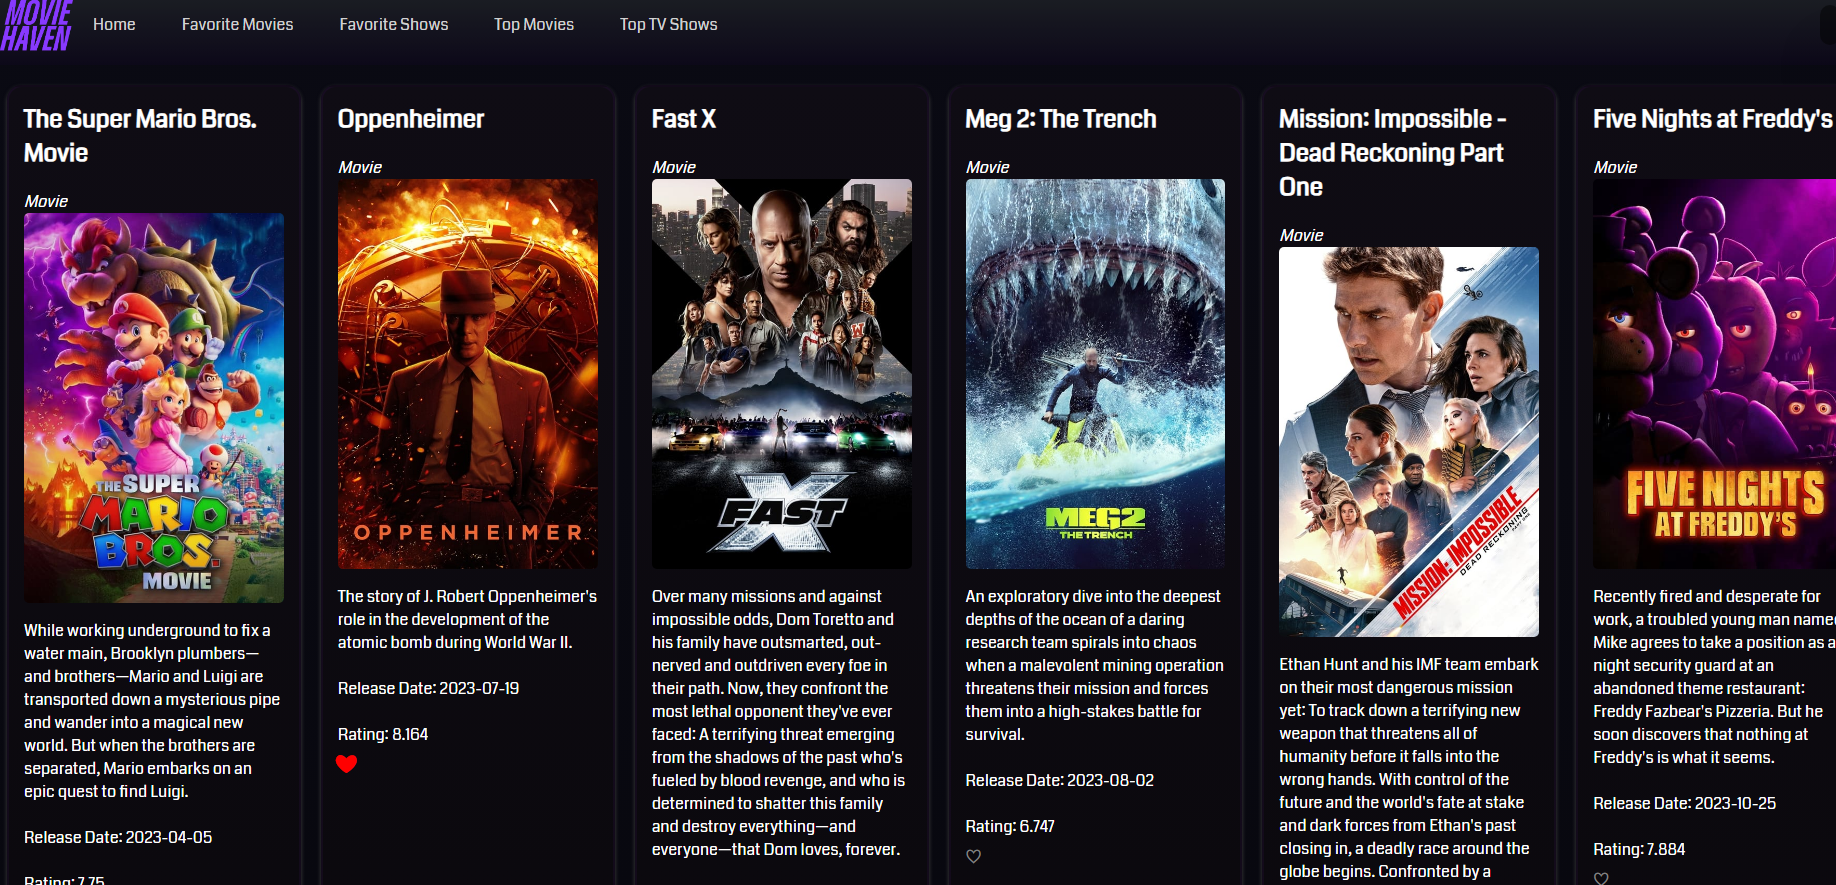 MOVIE
HAVEN
Home
Favorite Movies
Favorite Shows
Top Movies
Top TV Shows
The Super Mario Bros.
Movie
Movie
THE SUPER
MARIO
BROS.
MOVIE
While working underground to fix a
water main, Brooklyn plumbers—
and brothers—Mario and Luigi are
transported down a mysterious pipe
and wander into a magical new
world. But when the brothers are
separated, Mario embarks on an
epic quest to find Luigi.
Release Date: 2023-04-05
Rating: 7.75
Oppenheimer
Movie
OPPENHEIMER
The story of J. Robert Oppenheimer's
role in the development of the
atomic bomb during World War II.
Release Date: 2023-07-19
Rating: 8.164
Fast X
Movie
FAST X
Over many missions and against
impossible odds, Dom Toretto and
his family have outsmarted, out-
nerved and outdriven every foe in
their path. Now, they confront the
most lethal opponent they've ever
faced: A terrifying threat emerging
from the shadows of the past who's
fueled by blood revenge, and who is
determined to shatter this family
and destroy everything—and
everyone—that Dom loves, forever.
Meg 2: The Trench
Movie
MEG2
THE TRENCH
An exploratory dive into the deepest
depths of the ocean of a daring
research team spirals into chaos
when a malevolent mining operation
threatens their mission and forces
them into a high-stakes battle for
survival.
Release Date: 2023-08-02
Rating: 6.747
Mission: Impossible -
Dead Reckoning Part
One
Movie
MISSION: IMPOSSIBLE
DEAD RECKONING
Ethan Hunt and his IMF team embark
on their most dangerous mission
yet: To track down a terrifying new
weapon that threatens all of
humanity before it falls into the
wrong hands. With control of the
future and the world's fate at stake
and dark forces from Ethan's past
closing in, a deadly race around the
globe begins. Confronted by a
Five Nights at Freddy's
Movie
FIVE NIGHTS
AT FREDDY'S
Recently fired and desperate for
work, a troubled young man name
Mike agrees to take a position as a
night security guard at an
abandoned theme restaurant:
Freddy Fazbear's Pizzeria. But he
soon discovers that nothing at
Freddy's is what it seems.
Release Date: 2023-10-25
Rating: 7.884